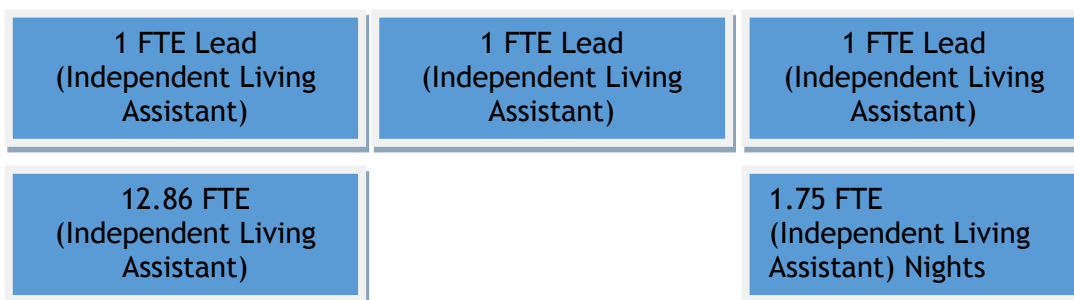 1 FTE Lead
(Independent Living
Assistant)
1 FTE Lead
(Independent Living
Assistant)
1 FTE Lead
(Independent Living
Assistant)
12.86 FTE
(Independent Living
Assistant)
1.75 FTE
(Independent Living
Assistant) Nights